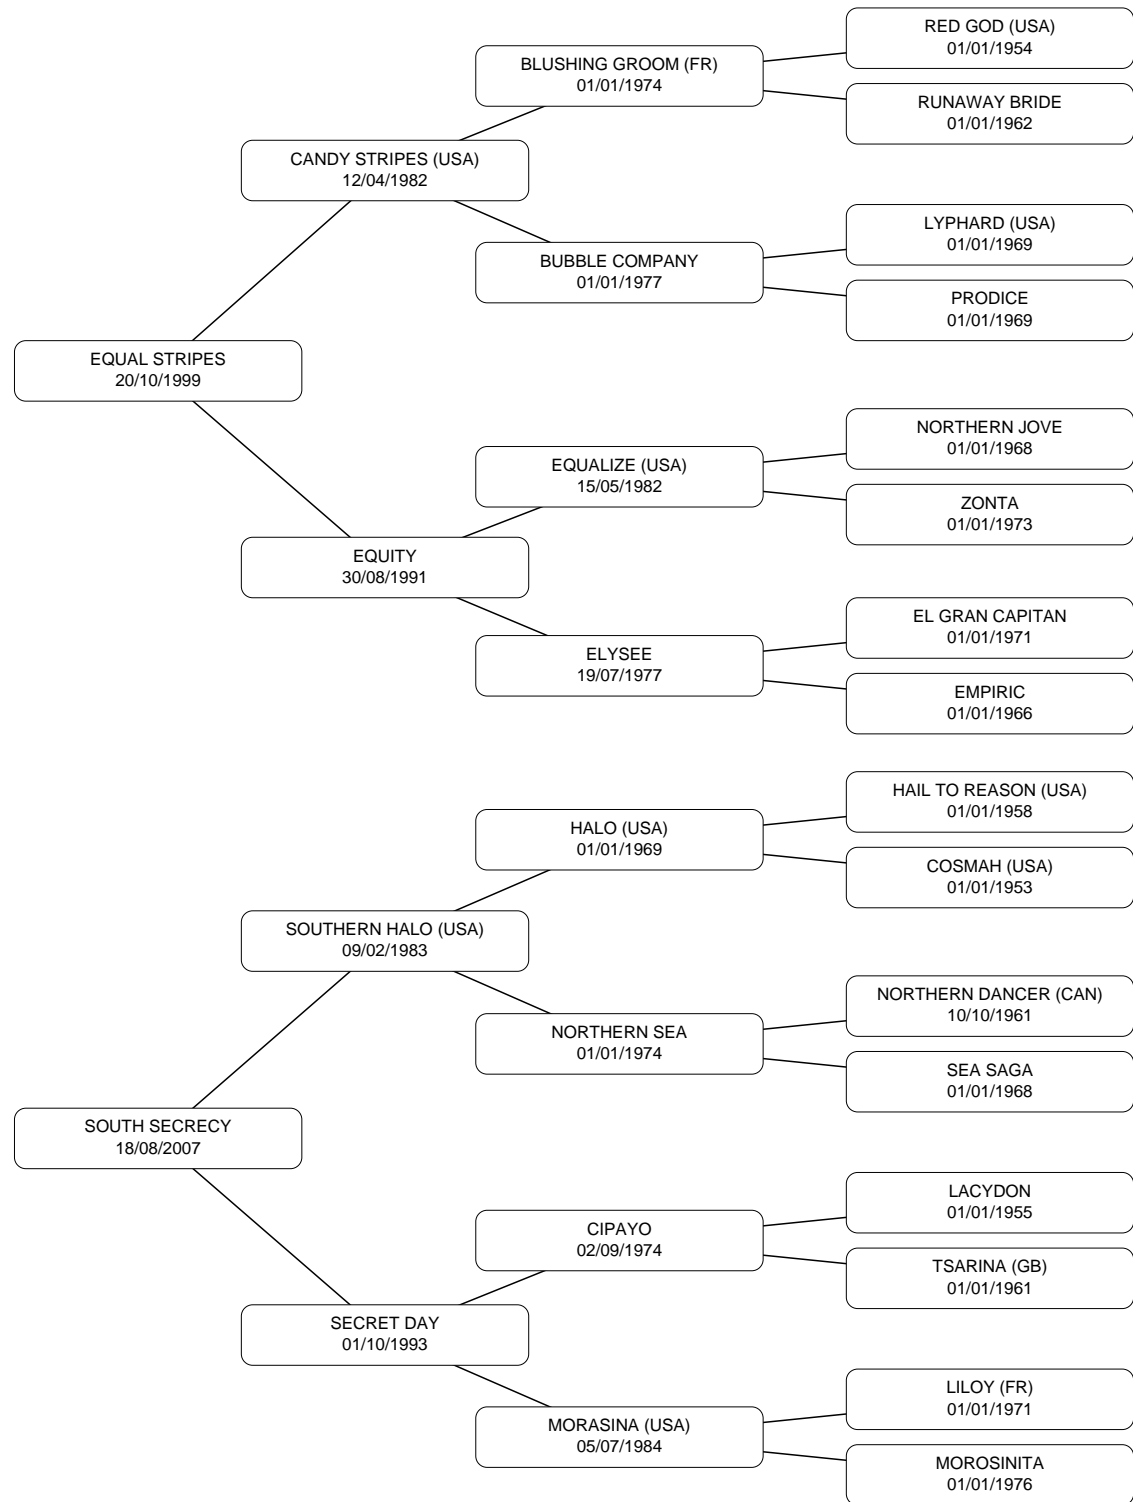 RED GOD (USA)
01/01/1954
BLUSHING GROOM (FR)
01/01/1974
RUNAWAY BRIDE
01/01/1962
CANDY STRIPES (USA)
12/04/1982
LYPHARD (USA)
01/01/1969
BUBBLE COMPANY
01/01/1977
PRODICE
01/01/1969
EQUAL STRIPES
20/10/1999
NORTHERN JOVE
01/01/1968
EQUALIZE (USA)
15/05/1982
ZONTA
01/01/1973
EQUITY
30/08/1991
EL GRAN CAPITAN
01/01/1971
ELYSEE
19/07/1977
EMPIRIC
01/01/1966
HAIL TO REASON (USA)
01/01/1958
HALO (USA)
01/01/1969
COSMAH (USA)
01/01/1953
SOUTHERN HALO (USA)
09/02/1983
NORTHERN DANCER (CAN)
10/10/1961
NORTHERN SEA
01/01/1974
SEA SAGA
01/01/1968
SOUTH SECRECY
18/08/2007
LACYDON
01/01/1955
CIPAYO
02/09/1974
TSARINA (GB)
01/01/1961
SECRET DAY
01/10/1993
LILOY (FR)
01/01/1971
MORASINA (USA)
05/07/1984
MOROSINITA
01/01/1976